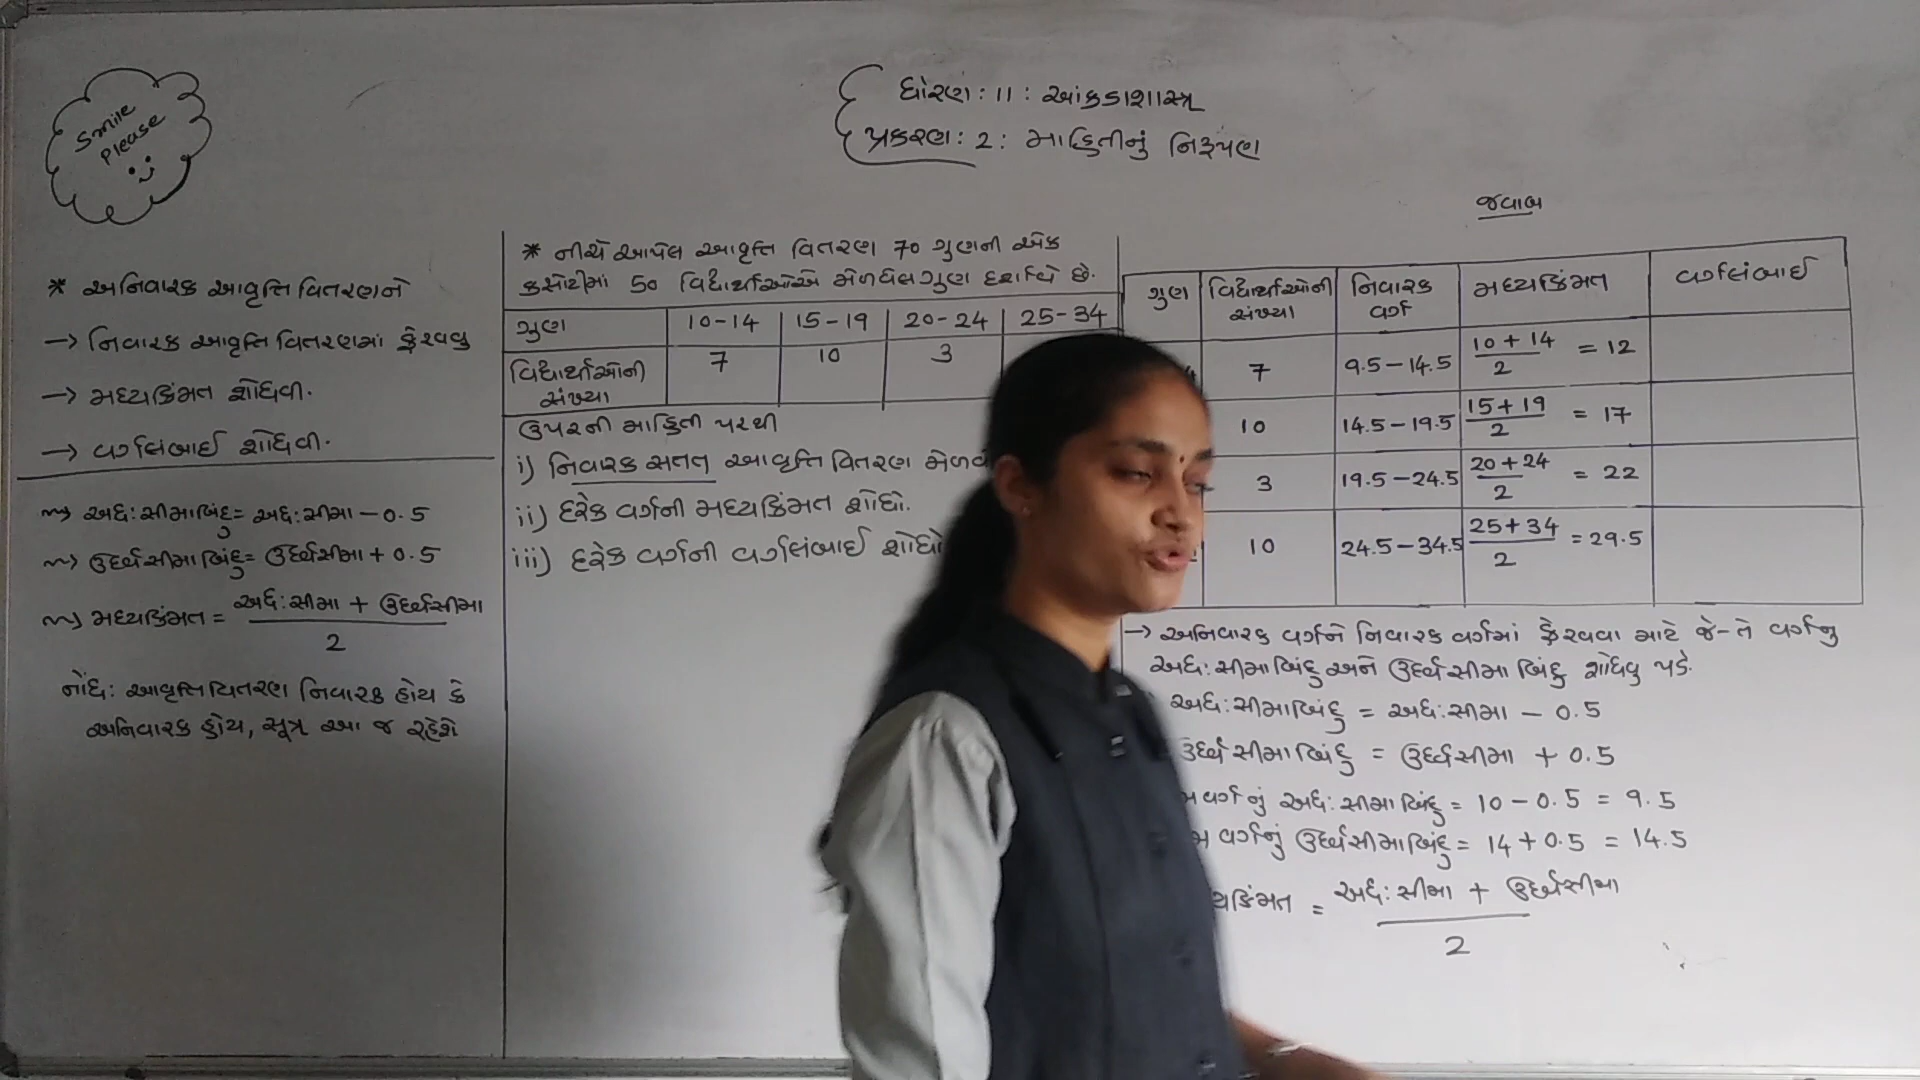 Smile
Please
ધોરણ : 11 : આંકડાશાસ્ત્ર
પ્રકરણ : 2 : માહિતીનું નિરૂપણ
* અનિવારક આવૃત્તિ વિતરણને
→ નિવારક આવૃત્તિ વિતરણમાં ફેરવવુ
→ મધ્યકિંમત શોધવી.
→ વર્ગલંબાઈ શોધવી.
અધ:સીમાબિંદુ = અધ:સીમા - 0.5
ઉર્ધ્વસીમાબિંદુ = ઉર્ધ્વસીમા + 0.5
મધ્યકિંમત = અધ:સીમા + ઉર્ધ્વસીમા
2
નોંધ: આવૃત્તિ વિતરણ નિવારક હોય કે
અનિવારક હોય, સૂત્ર આ જ રહેશે
* નીચે આપેલ આવૃત્તિ વિતરણ 70 ગુણની એક
કસોટીમાં 50 વિદ્યાર્થીઓએ મેળવેલ ગુણ દર્શાવે છે.
ગુણ 10-14 15-19 20-24 25-34
વિદ્યાર્થીઓની સંખ્યા 7 10 3
ઉપરની માહિતી પરથી
i) નિવારક સતત આવૃત્તિ વિતરણ
ii) દરેક વર્ગની મધ્યકિંમત શોધો.
iii) દરેક વર્ગની વર્ગલંબાઈ શોધો
જવાબ
ગુણ વિદ્યાર્થીઓની સંખ્યા નિવારક વર્ગ મધ્યકિંમત વર્ગલંબાઈ
7 9.5-14.5 10+14/2 = 12
10 14.5-19.5 15+19/2 = 17
3 19.5-24.5 20+24/2 = 22
10 24.5-34.5 25+34/2 = 29.5
→ અનિવારક વર્ગને નિવારક વર્ગમાં ફેરવવા માટે જે-તે વર્ગનુ
અધ:સીમાબિંદુ અને ઉર્ધ્વસીમાબિંદુ શોધવુ પડે.
અધ:સીમાબિંદુ = અધ:સીમા - 0.5
ઉર્ધ્વસીમાબિંદુ = ઉર્ધ્વસીમા + 0.5
વર્ગનું અધ:સીમાબિંદુ = 10 - 0.5 = 9.5
વર્ગનું ઉર્ધ્વસીમાબિંદુ = 14 + 0.5 = 14.5
= અધ:સીમા + ઉર્ધ્વસીમા
2